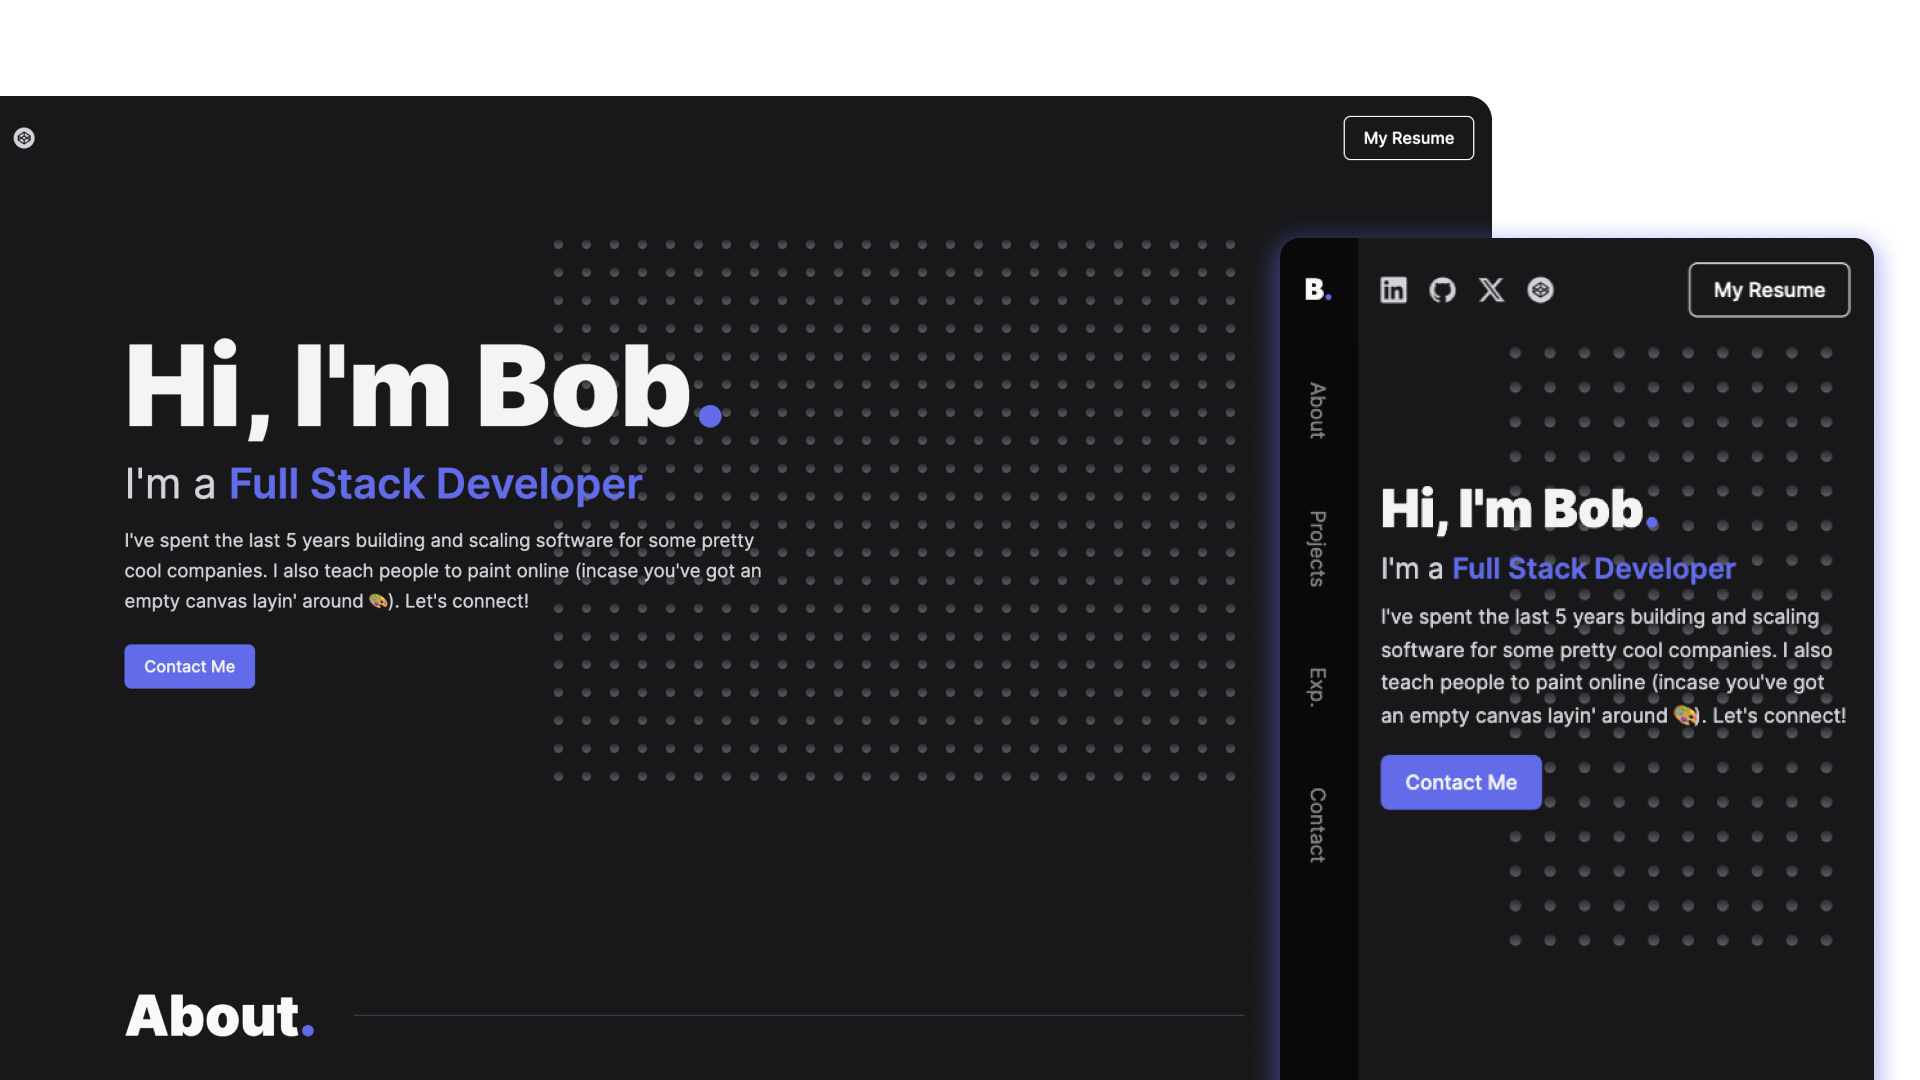 My Resume
Hi, I'm Bob.
I'm a Full Stack Developer
I've spent the last 5 years building and scaling software for some pretty
cool companies. I also teach people to paint online (incase you've got an
empty canvas layin' around 🎨). Let's connect!
Contact Me
About.
B.
About
Projects
Exp.
Contact
My Resume
Hi, I'm Bob.
I'm a Full Stack Developer
I've spent the last 5 years building and scaling
software for some pretty cool companies. I also
teach people to paint online (incase you've got
an empty canvas layin' around 🎨). Let's connect!
Contact Me